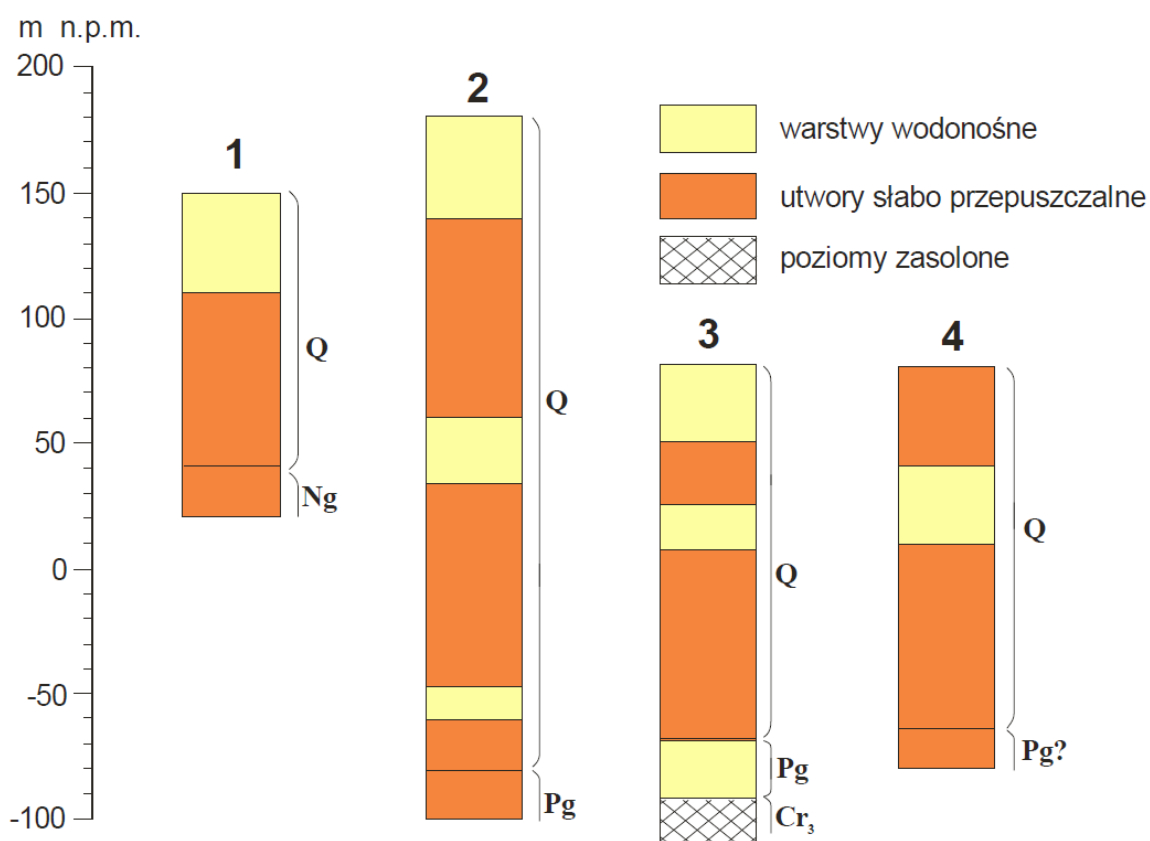 m n.p.m.
200
150
100
50
0
-50
-100
1
Q
Ng
2
Q
Pg
warstwy wodonośne
utwory słabo przepuszczalne
poziomy zasolone
3
Q
Pg
Cr₃
4
Q
Pg?